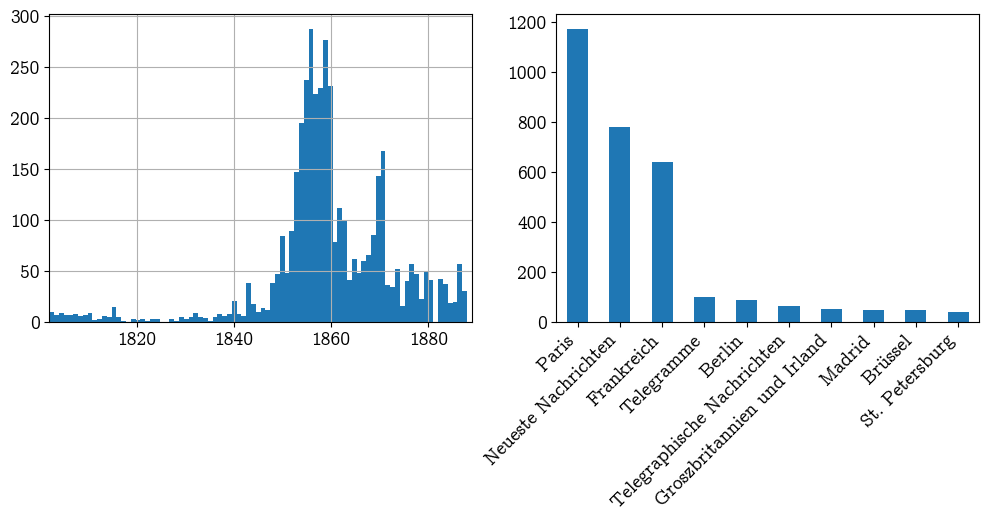 300
250
200
150
100
50
0
1820
1840
1860
1880
1200
1000
800
600
400
200
0
Paris
Neueste Nachrichten
Frankreich
Telegramme
Berlin
Telegraphische Nachrichten
Groszbritannien und Irland
Madrid
Brüssel
St. Petersburg